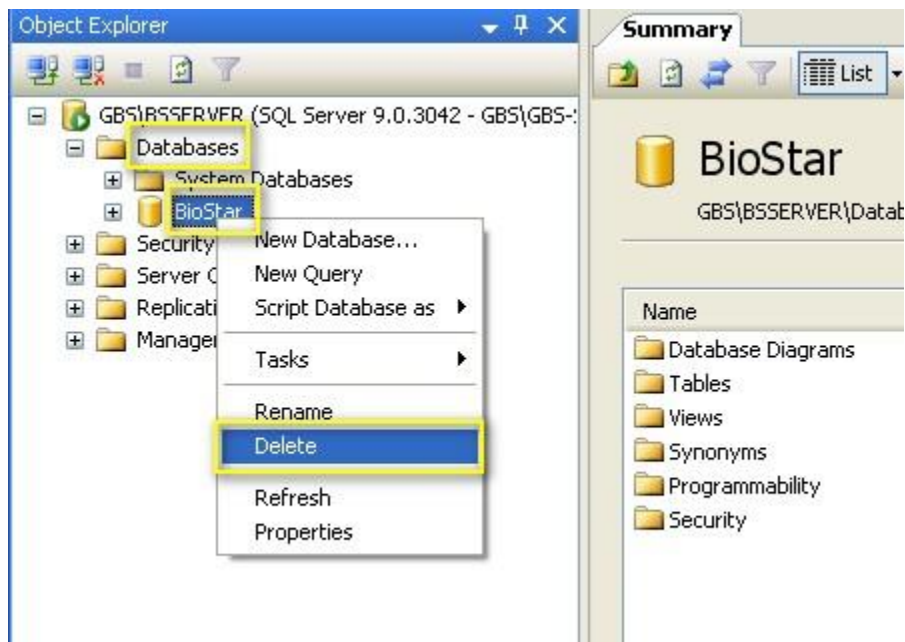 Object Explorer
GBS\BSSERVER (SQL Server 9.0.3042 - GBS\GBS-
Databases
System Databases
BioStar
Security
Server
Replicati
Manage
New Database...
New Query
Script Database as
Tasks
Rename
Delete
Refresh
Properties
Summary
List
BioStar
GBS\BSSERVER\Datab
Name
Database Diagrams
Tables
Views
Synonyms
Programmability
Security